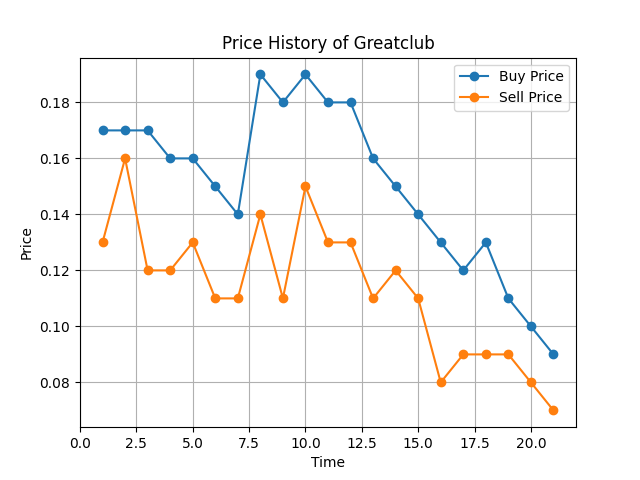 Price History of Greatclub
Buy Price
Sell Price
0.18
0.16
0.14
0.12
0.10
0.08
Price
0.0 2.5 5.0 7.5 10.0 12.5 15.0 17.5 20.0
Time